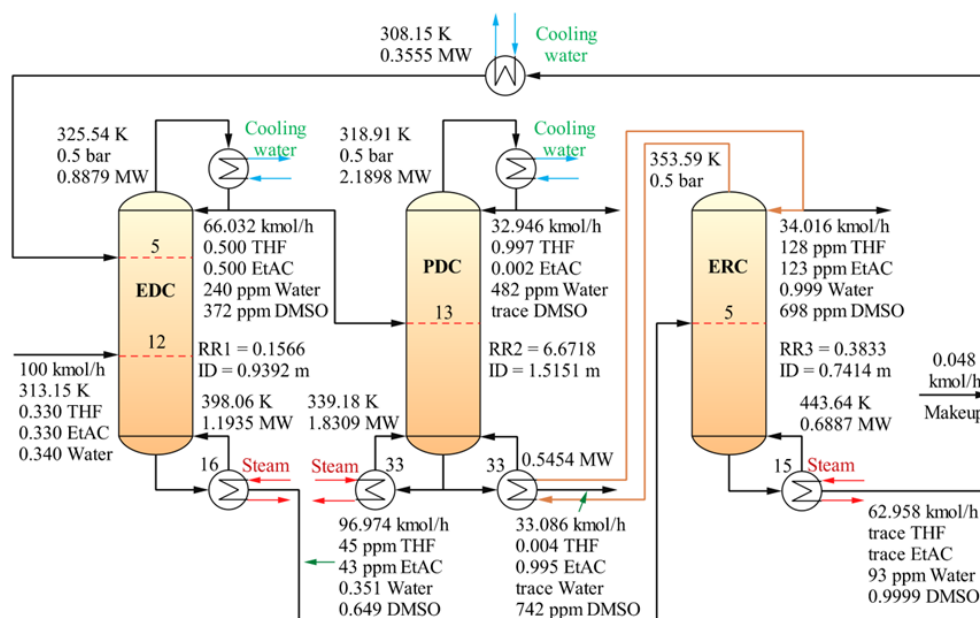 308.15 K
0.3555 MW
Cooling
water
325.54 K
0.5 bar
0.8879 MW
Cooling
water
318.91 K
0.5 bar
2.1898 MW
Cooling
water
353.59 K
0.5 bar
5
EDC
12
66.032 kmol/h
0.500 THF
0.500 EtAC
240 ppm Water
372 ppm DMSO
RR1 = 0.1566
ID = 0.9392 m
100 kmol/h
313.15 K
0.330 THF
0.330 EtAC
0.340 Water
398.06 K
1.1935 MW
16
Steam
PDC
13
32.946 kmol/h
0.997 THF
0.002 EtAC
482 ppm Water
trace DMSO
RR2 = 6.6718
ID = 1.5151 m
339.18 K
1.8309 MW
Steam
33
33
0.5454 MW
96.974 kmol/h
45 ppm THF
43 ppm EtAC
0.351 Water
0.649 DMSO
33.086 kmol/h
0.004 THF
0.995 EtAC
trace Water
742 ppm DMSO
ERC
5
34.016 kmol/h
128 ppm THF
123 ppm EtAC
0.999 Water
698 ppm DMSO
RR3 = 0.3833
ID = 0.7414 m
0.048
kmol/h
Makeup
443.64 K
0.6887 MW
15
Steam
62.958 kmol/h
trace THF
trace EtAC
93 ppm Water
0.9999 DMSO